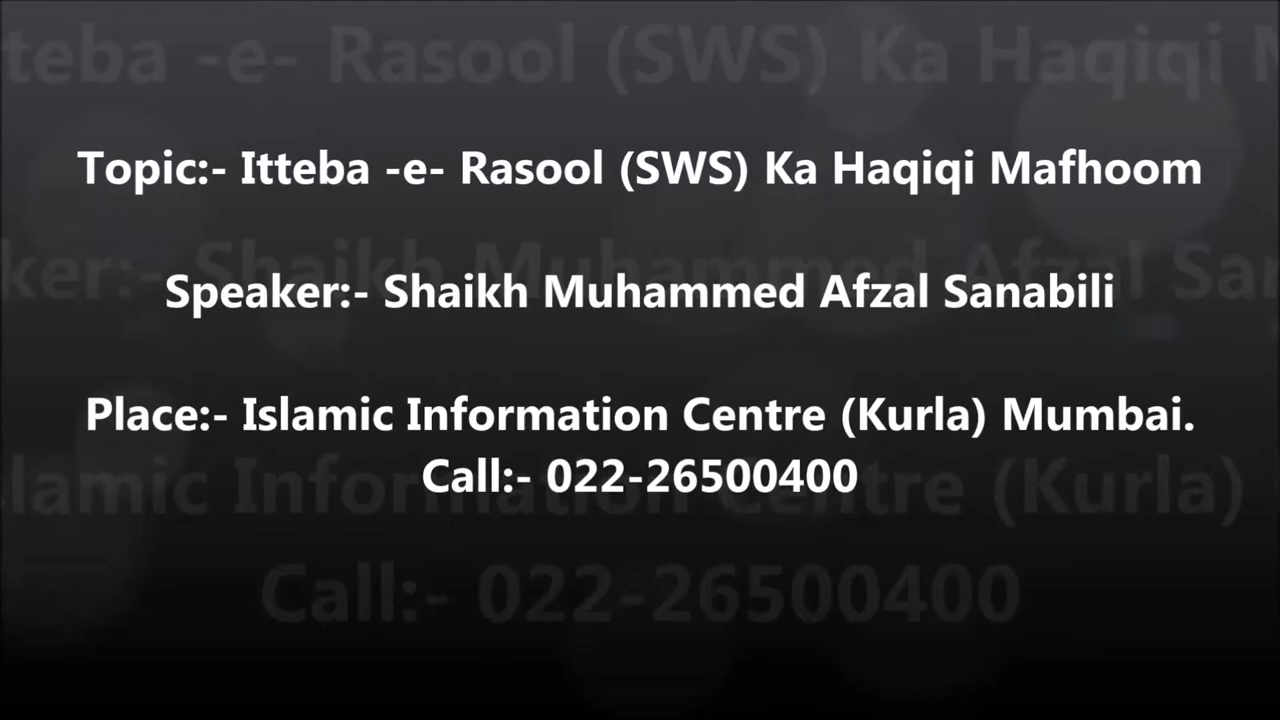 Topic:- Itteba -e- Rasool (SWS) Ka Haqiqi Mafhoom
Speaker:- Shaikh Muhammed Afzal Sanabili
Place:- Islamic Information Centre (Kurla) Mumbai.
Call:- 022-26500400